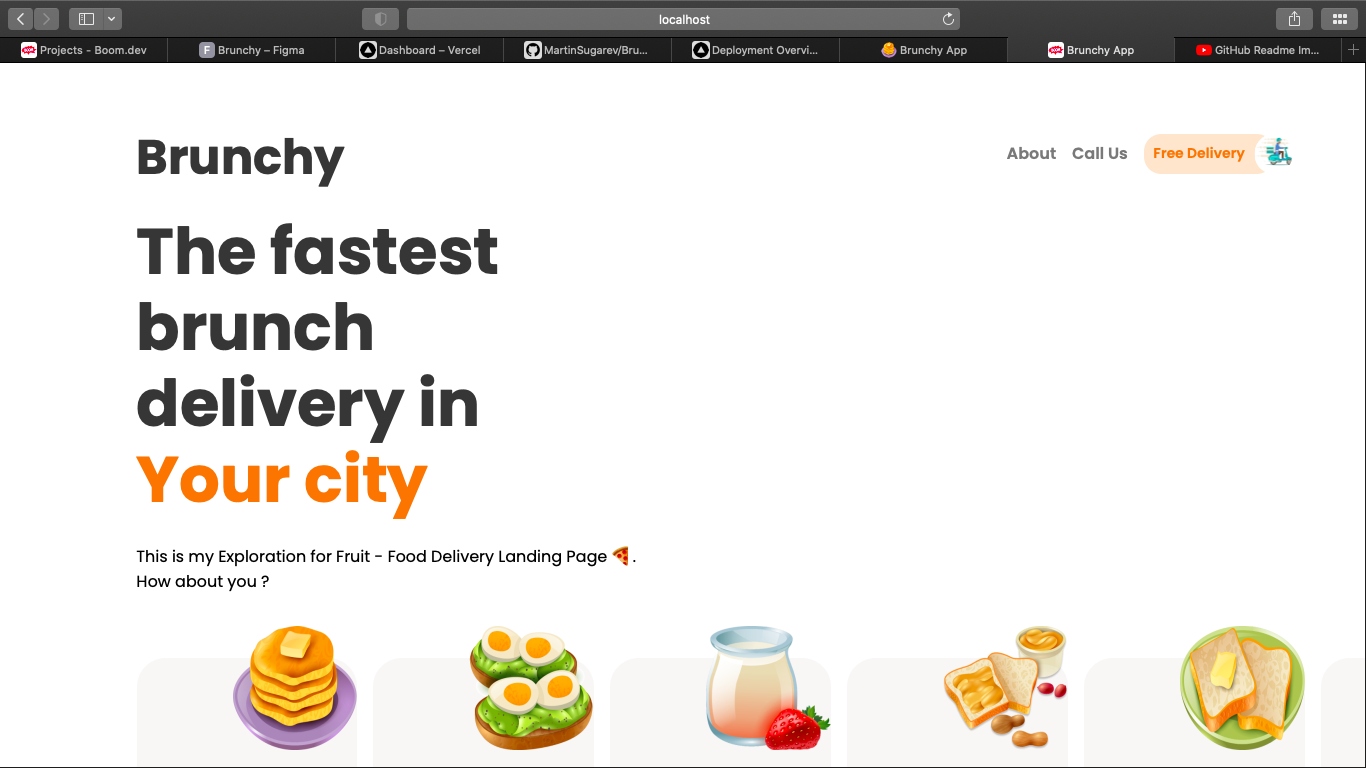 localhost
Projects - Boom.dev
Brunchy – Figma
Dashboard – Vercel
MartinSugarev/Bru...
Deployment Overvi...
Brunchy App
Brunchy App
GitHub Readme Im...
Brunchy
About
Call Us
Free Delivery
The fastest
brunch
delivery in
Your city
This is my Exploration for Fruit - Food Delivery Landing Page 🍕.
How about you ?